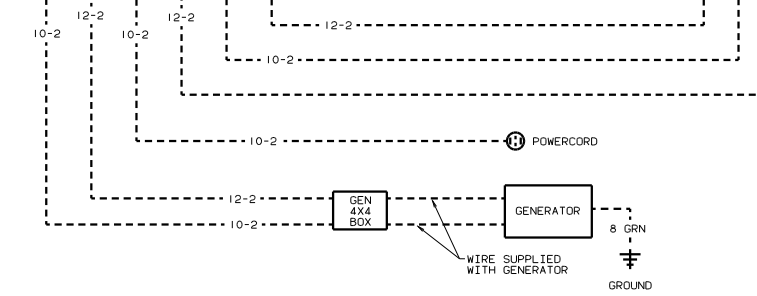 12-2
12-2
12-2
10-2
10-2
10-2
10-2
POWERCORD
12-2
GEN
4X4
BOX
GENERATOR
10-2
8 GRN
WIRE SUPPLIED
WITH GENERATOR
GROUND